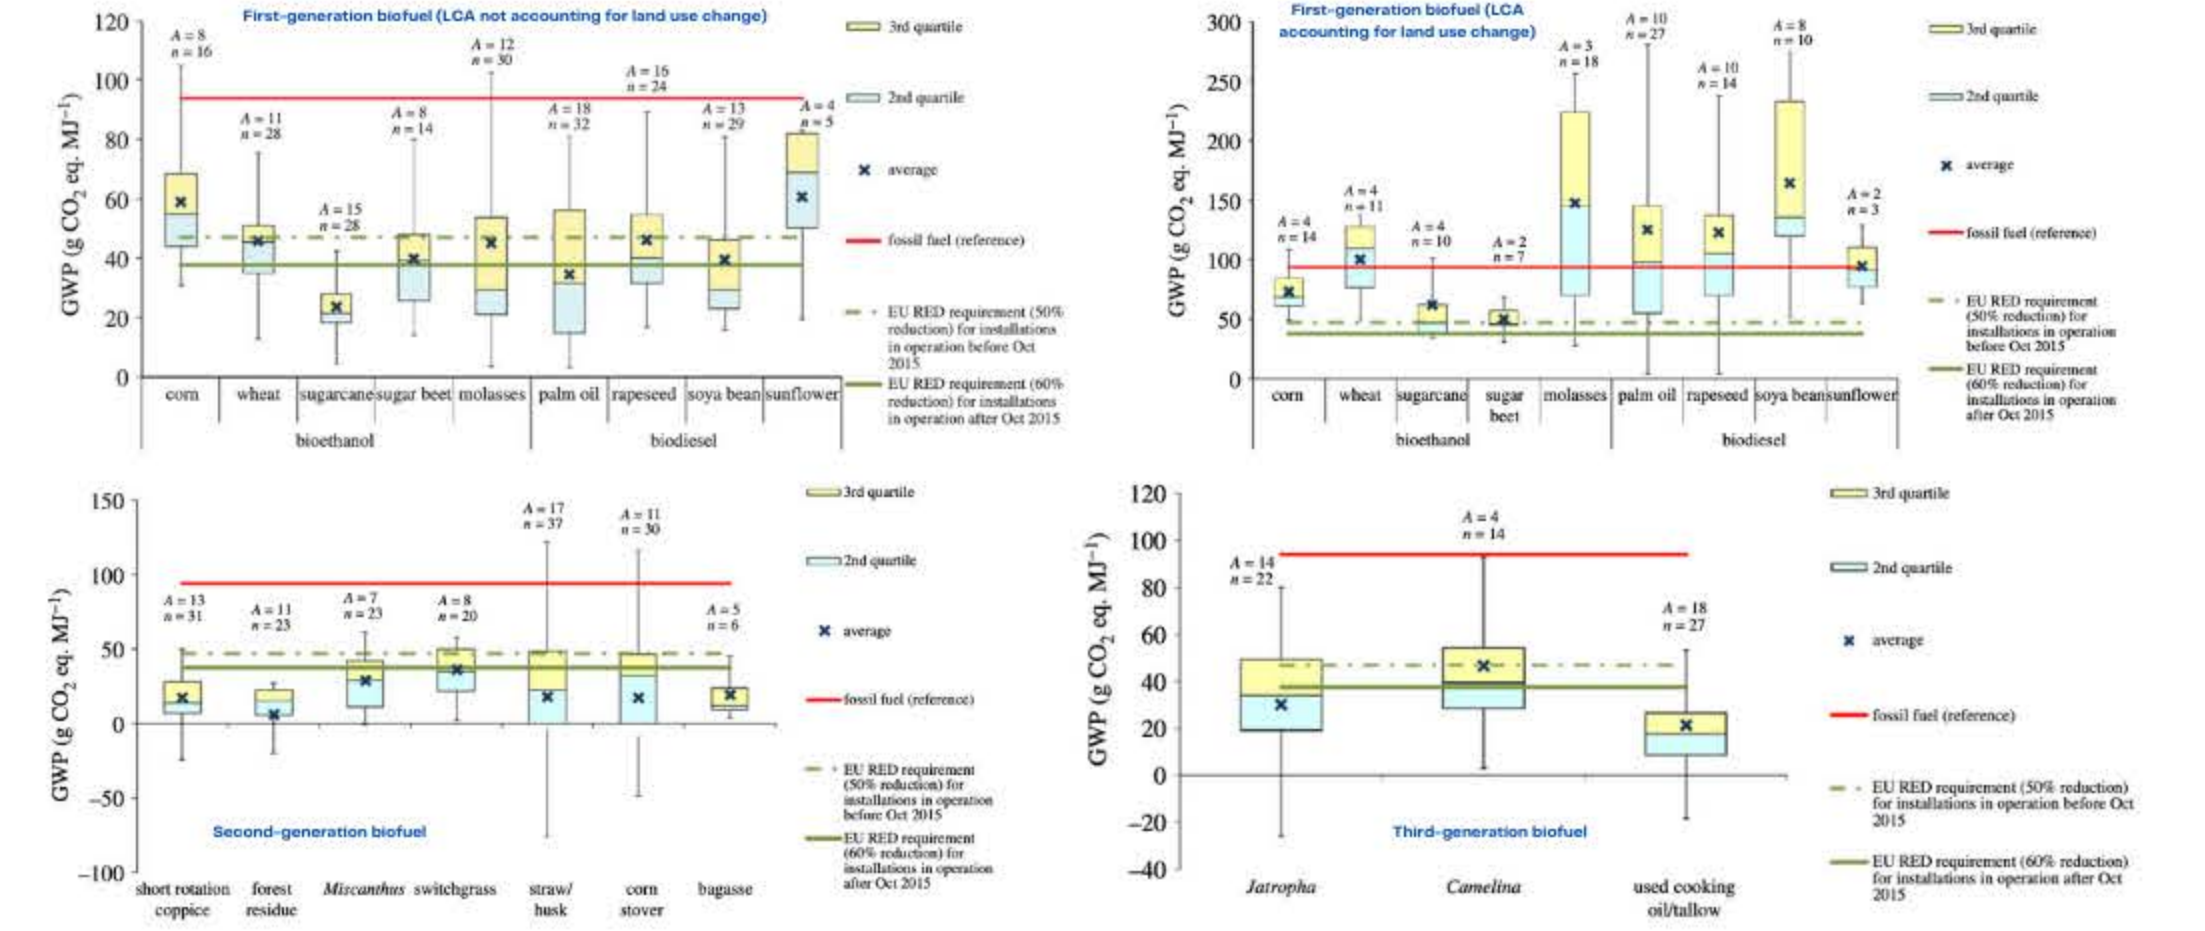 First-generation biofuel (LCA not accounting for land use change)
GWP (g CO2 eq. MJ−1)
120
100
80
60
40
20
0
A = 8
n = 16
A = 11
n = 28
A = 15
n = 28
A = 8
n = 14
A = 12
n = 30
A = 18
n = 32
A = 16
n = 24
A = 13
n = 29
A = 4
n = 5
corn
wheat
sugarcane
sugar beet
molasses
palm oil
rapeseed
soya bean
sunflower
bioethanol
biodiesel
3rd quartile
2nd quartile
average
fossil fuel (reference)
EU RED requirement (50%
reduction) for installations
in operation before Oct
2015
EU RED requirement (60%
reduction) for installations
in operation after Oct 2015
First-generation biofuel (LCA
accounting for land use change)
GWP (g CO2 eq. MJ−1)
300
250
200
150
100
50
0
A = 4
n = 14
A = 4
n = 11
A = 4
n = 10
A = 2
n = 7
A = 3
n = 18
A = 10
n = 27
A = 10
n = 14
A = 8
n = 10
A = 2
n = 3
corn
wheat
sugarcane
sugar
beet
molasses
palm oil
rapeseed
soya bean
sunflower
bioethanol
biodiesel
3rd quartile
2nd quartile
average
fossil fuel (reference)
EU RED requirement
(50% reduction) for
installations in operation
before Oct 2015
EU RED requirement
(60% reduction) for
installations in operation
after Oct 2015
GWP (g CO2 eq. MJ−1)
150
100
50
0
−50
−100
A = 13
n = 31
A = 11
n = 23
A = 7
n = 23
A = 8
n = 20
A = 17
n = 37
A = 11
n = 30
A = 5
n = 6
Second-generation biofuel
short rotation
coppice
forest
residue
Miscanthus
switchgrass
straw/
husk
corn
stover
bagasse
3rd quartile
2nd quartile
average
fossil fuel (reference)
EU RED requirement
(50% reduction) for
installations in operation
before Oct 2015
EU RED requirement
(60% reduction) for
installations in operation
after Oct 2015
GWP (g CO2 eq. MJ−1)
120
100
80
60
40
20
0
−20
−40
A = 14
n = 22
A = 4
n = 14
A = 18
n = 27
Third-generation biofuel
Jatropha
Camelina
used cooking
oil/tallow
3rd quartile
2nd quartile
average
fossil fuel (reference)
EU RED requirement (50% reduction)
for installations in operation before Oct
2015
EU RED requirement (60% reduction)
for installations in operation after Oct
2015